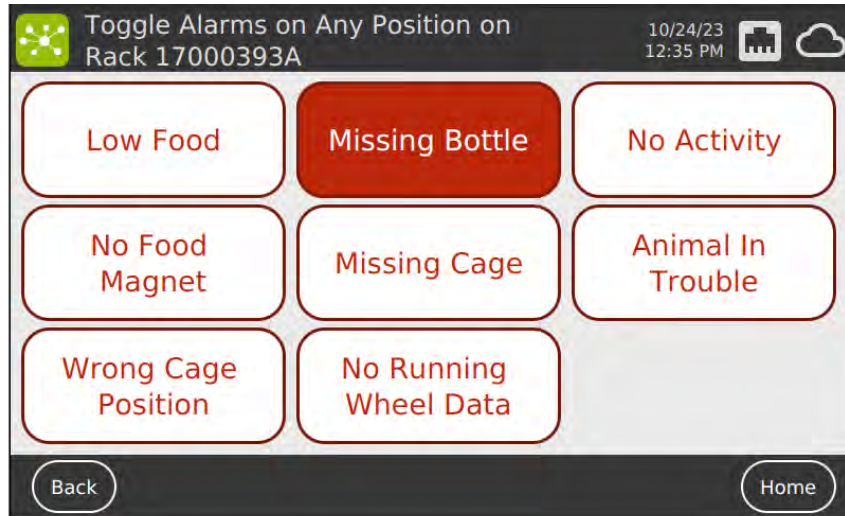 Toggle Alarms on Any Position on
Rack 17000393A
10/24/23
12:35 PM
Low Food
Missing Bottle
No Activity
No Food
Magnet
Missing Cage
Animal In
Trouble
Wrong Cage
Position
No Running
Wheel Data
Back
Home